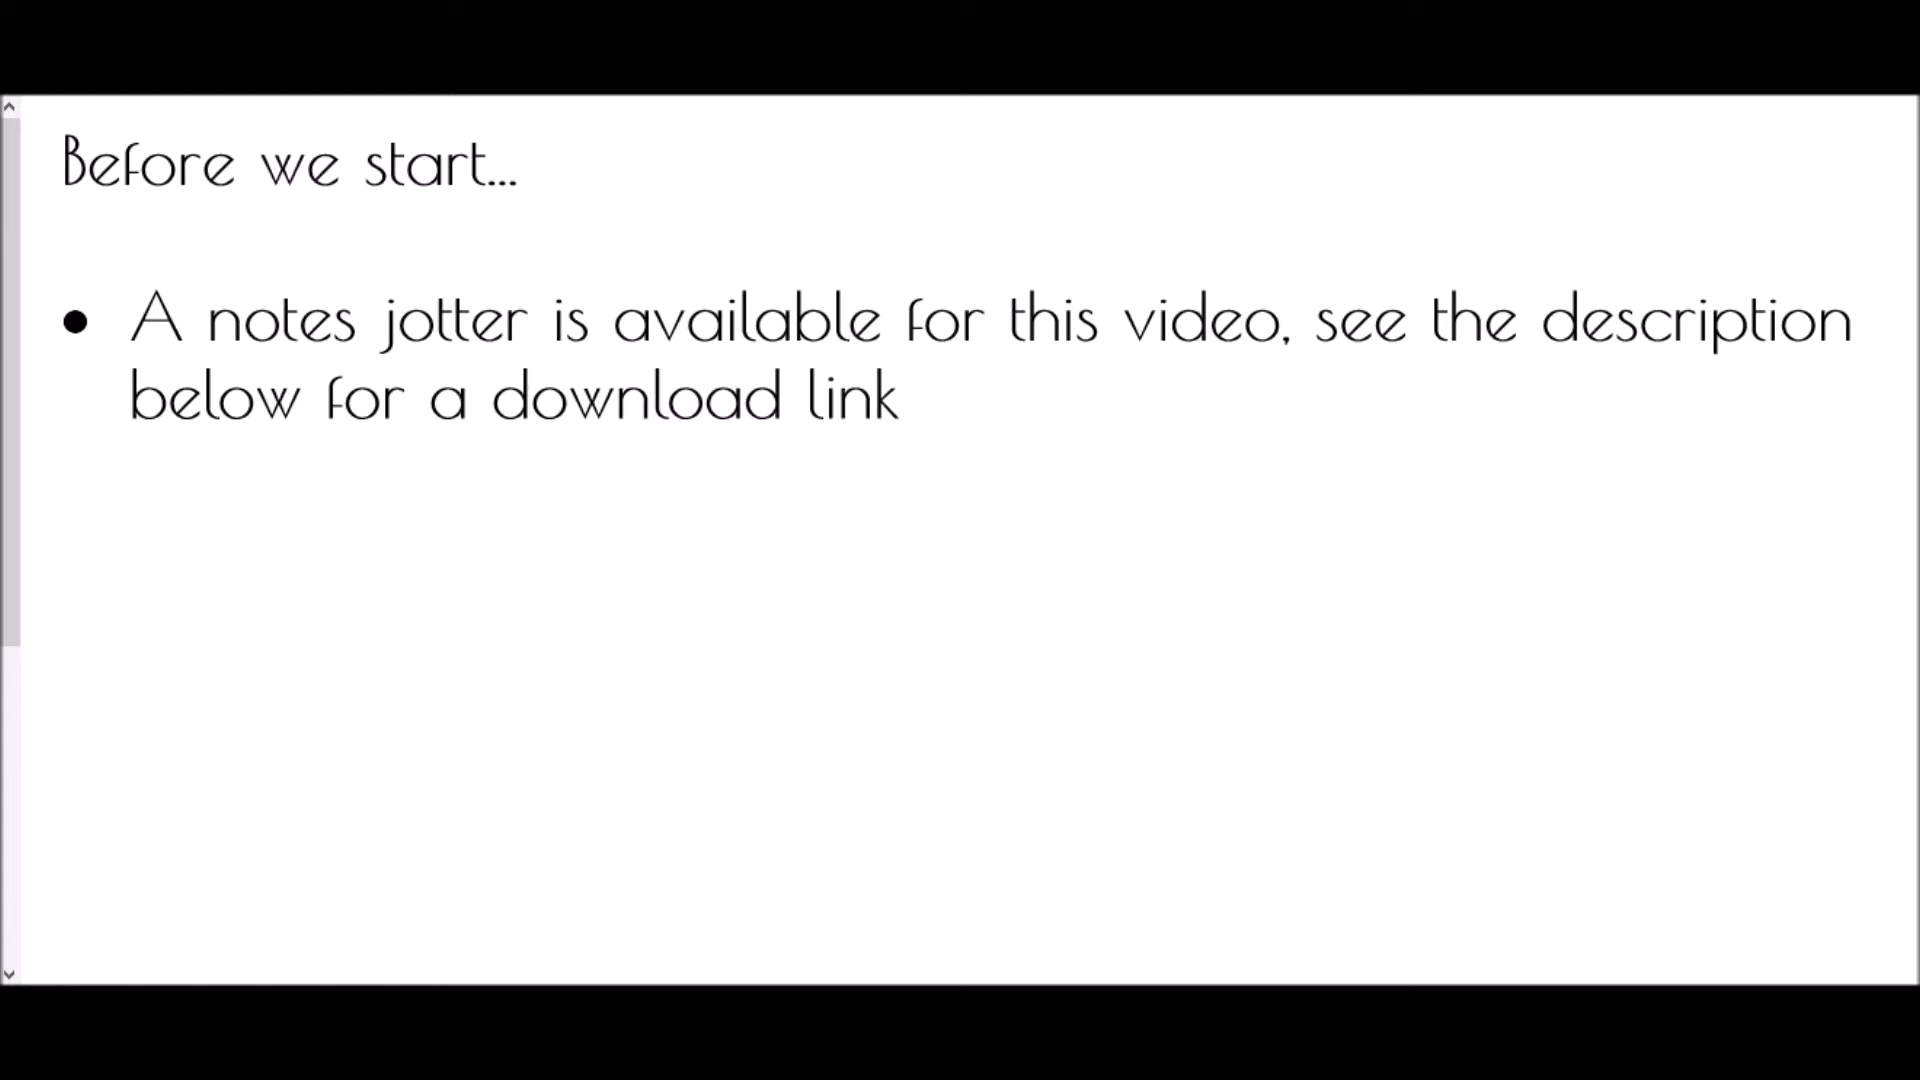 Before we start...
• A notes jotter is available for this video, see the description
below for a download link